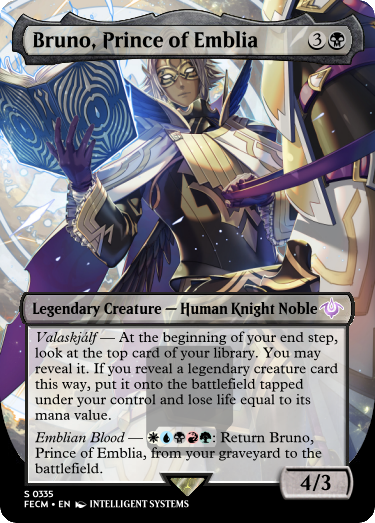 Bruno, Prince of Emblia 3
Legendary Creature — Human Knight Noble
Valaskjálf — At the beginning of your end step,
look at the top card of your library. You may
reveal it. If you reveal a legendary creature card
this way, put it onto the battlefield tapped
under your control and lose life equal to its
mana value.
Emblian Blood — : Return Bruno,
Prince of Emblia, from your graveyard to the
battlefield.
4/3
S 0335
FECM • EN INTELLIGENT SYSTEMS